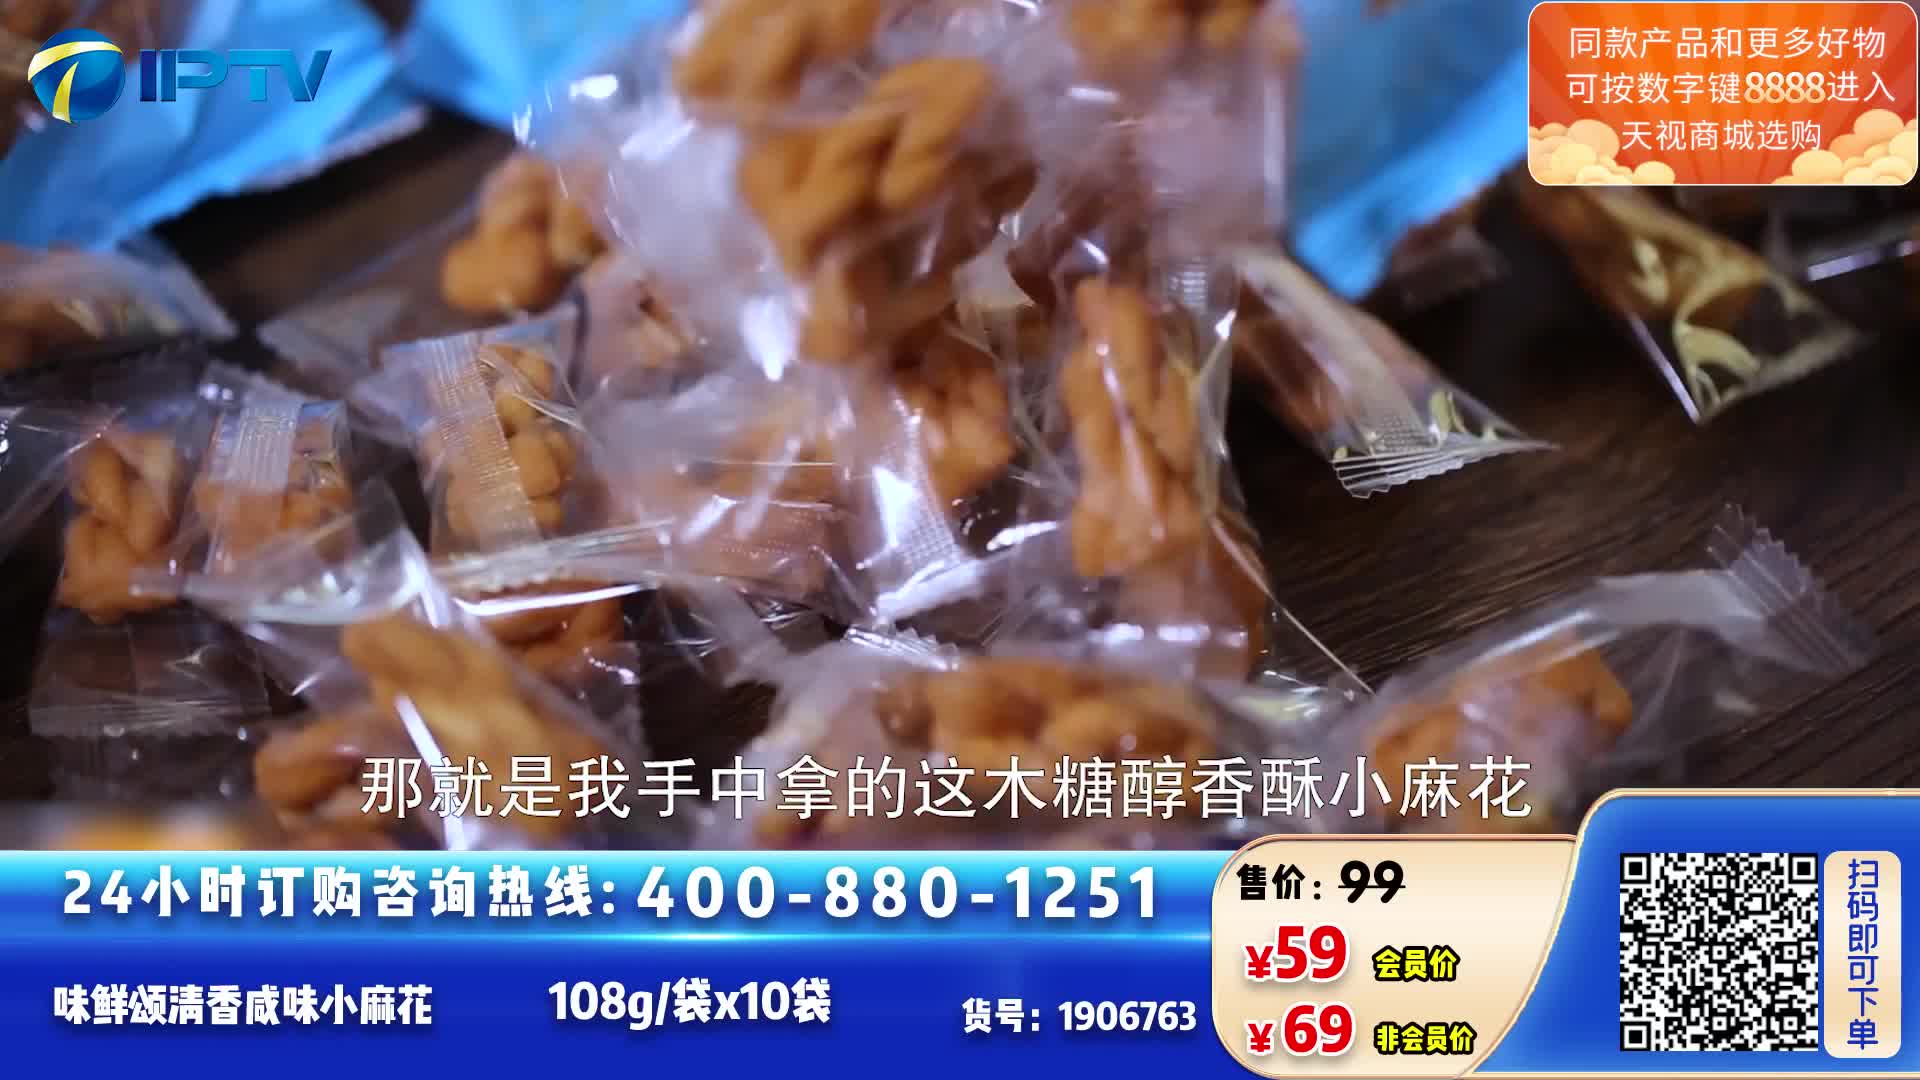 IPTV
同款产品和更多好物
可按数字键8888进入
天视商城选购
那就是我手中拿的这木糖醇香酥小麻花
24小时订购咨询热线:400-880-1251
售价:99
¥59 会员价
¥69 非会员价
味鲜颂清香咸味小麻花
108g/袋x10袋
货号:1906763
扫码即可下单